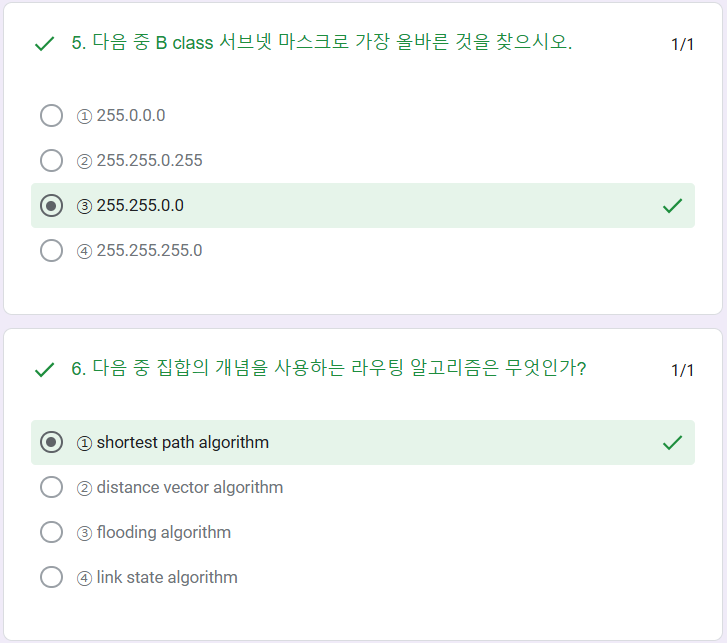 5. 다음 중 B class 서브넷 마스크로 가장 올바른 것을 찾으시오. 1/1
① 255.0.0.0
② 255.255.0.255
③ 255.255.0.0
④ 255.255.255.0
6. 다음 중 집합의 개념을 사용하는 라우팅 알고리즘은 무엇인가? 1/1
① shortest path algorithm
② distance vector algorithm
③ flooding algorithm
④ link state algorithm